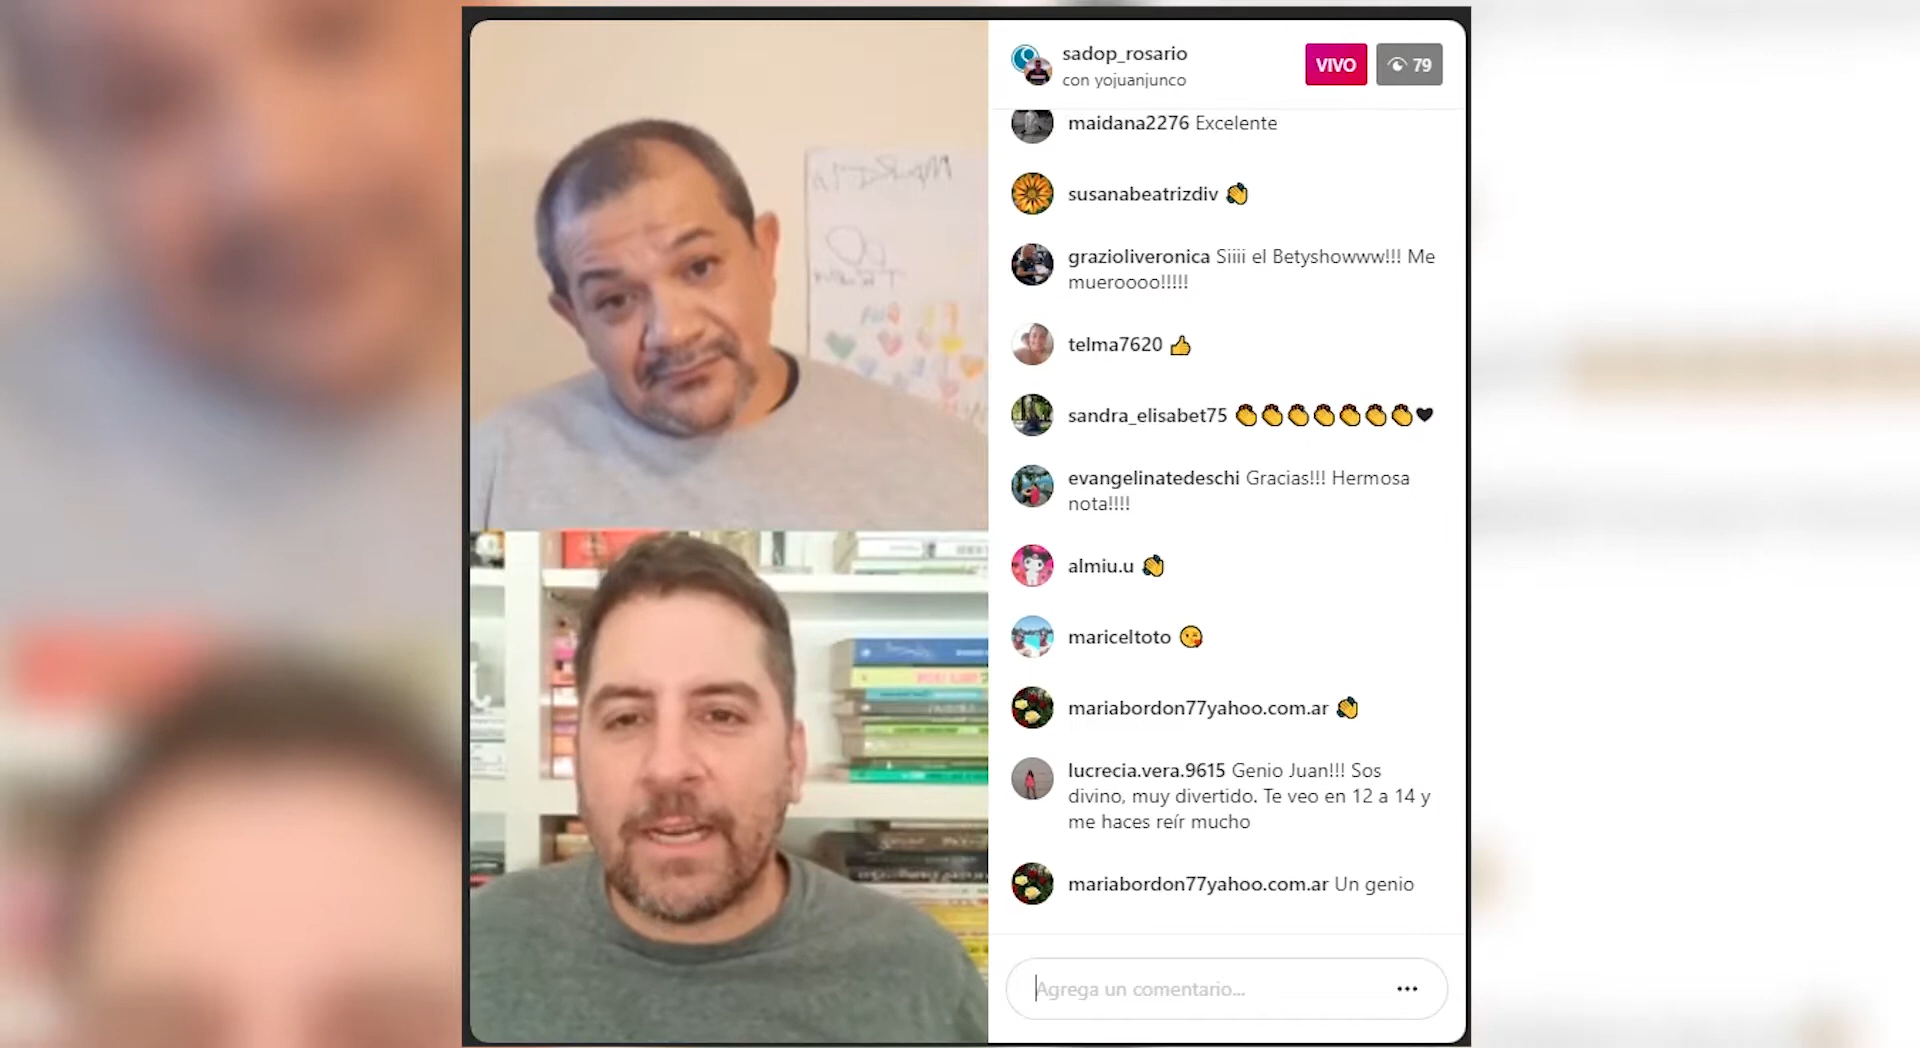 sadop_rosario
con yojuanjunco
VIVO
79
maidana2276 Excelente
susanabeatrizdiv 👏
grazioliveronica Siiii el Betyshowww!!! Me
mueroooo!!!!!
telma7620 👍
sandra_elisabet75 👏👏👏👏👏👏👏🖤
evangelinatedeschi Gracias!!! Hermosa
nota!!!!
almiu.u 👏
mariceltoto 😘
mariabordon77yahoo.com.ar 👏
lucrecia.vera.9615 Genio Juan!!! Sos
divino, muy divertido. Te veo en 12 a 14 y
me haces reír mucho
mariabordon77yahoo.com.ar Un genio
Agrega un comentario...